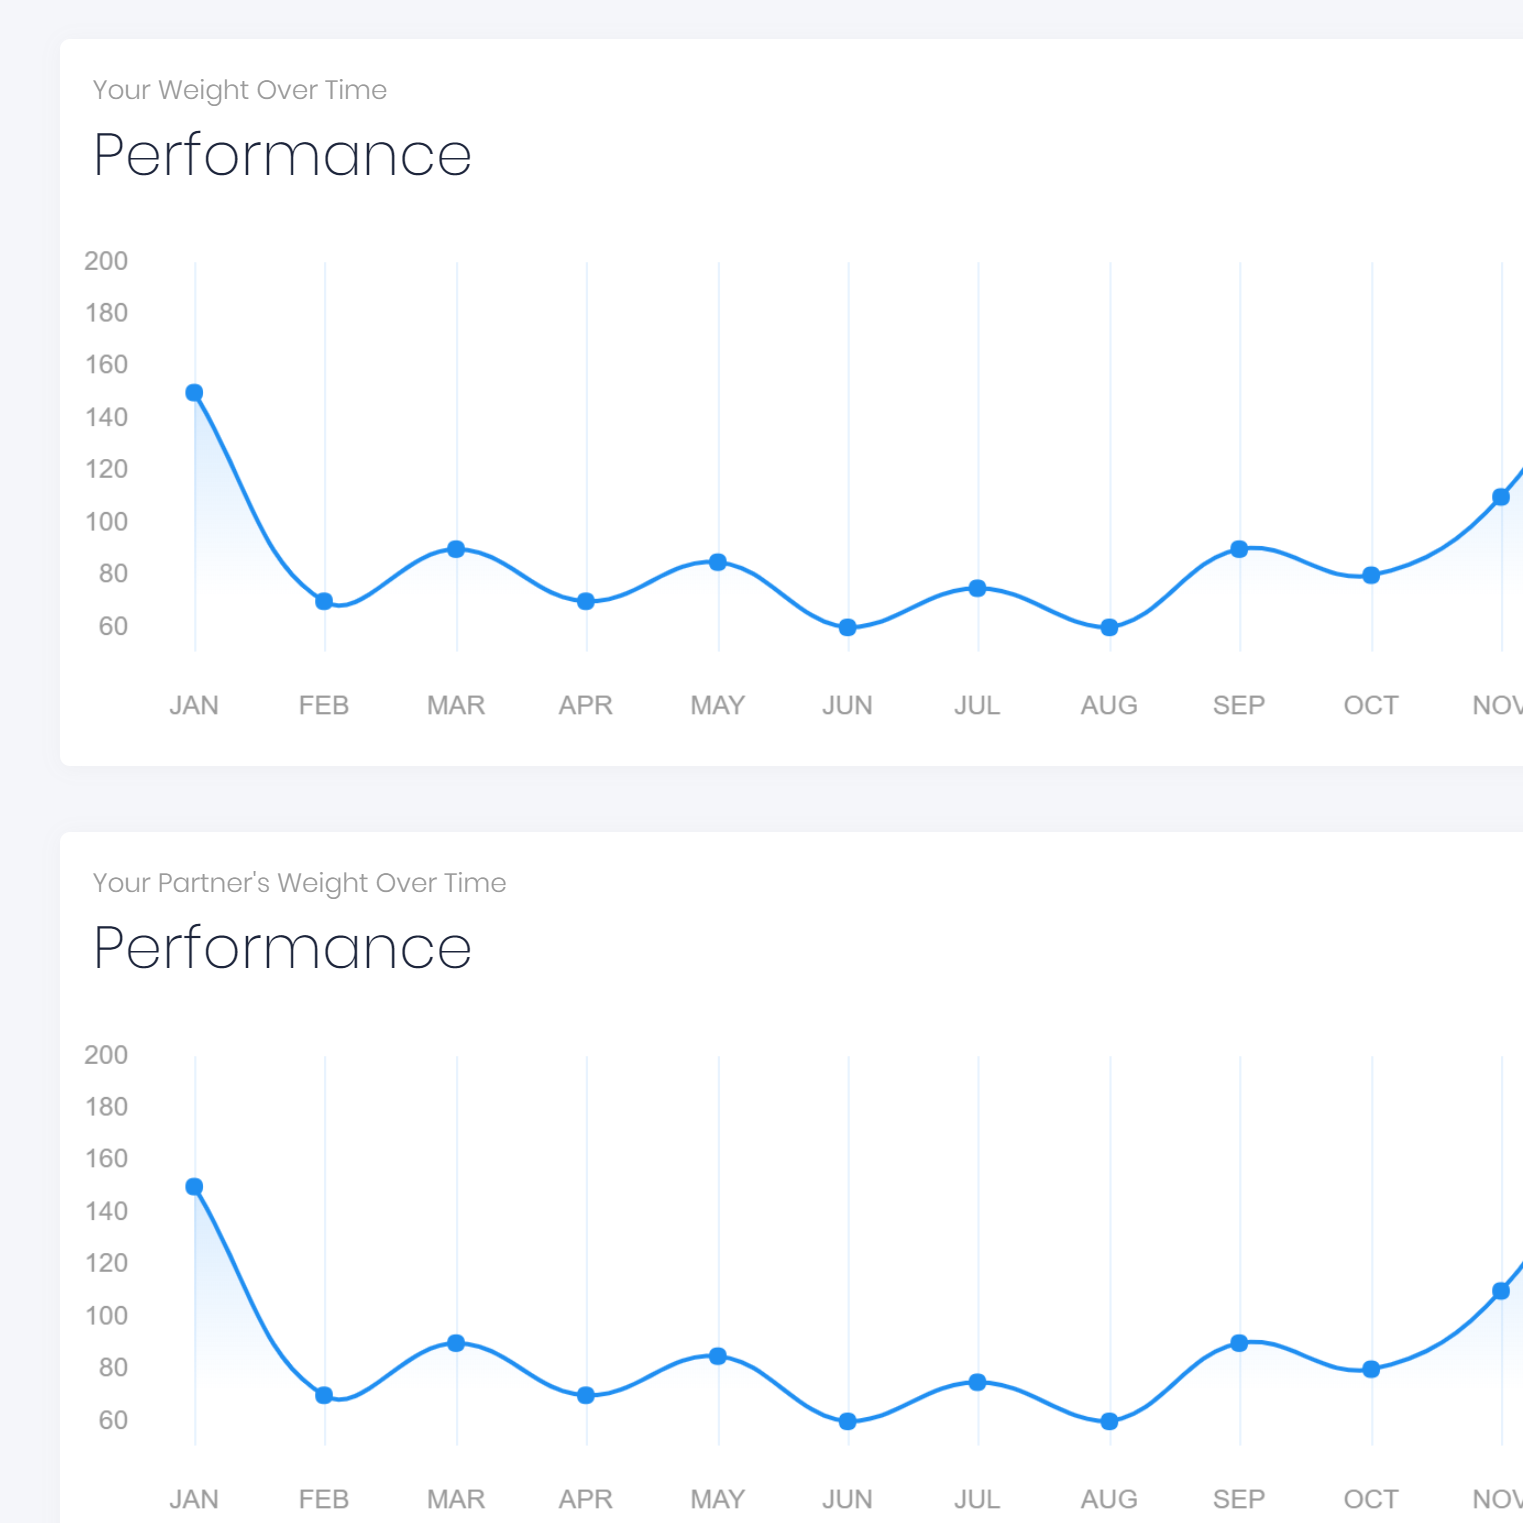 Your Weight Over Time
Performance
200
180
160
140
120
100
80
60
JAN FEB MAR APR MAY JUN JUL AUG SEP OCT NOV
Your Partner's Weight Over Time
Performance
200
180
160
140
120
100
80
60
JAN FEB MAR APR MAY JUN JUL AUG SEP OCT NOV